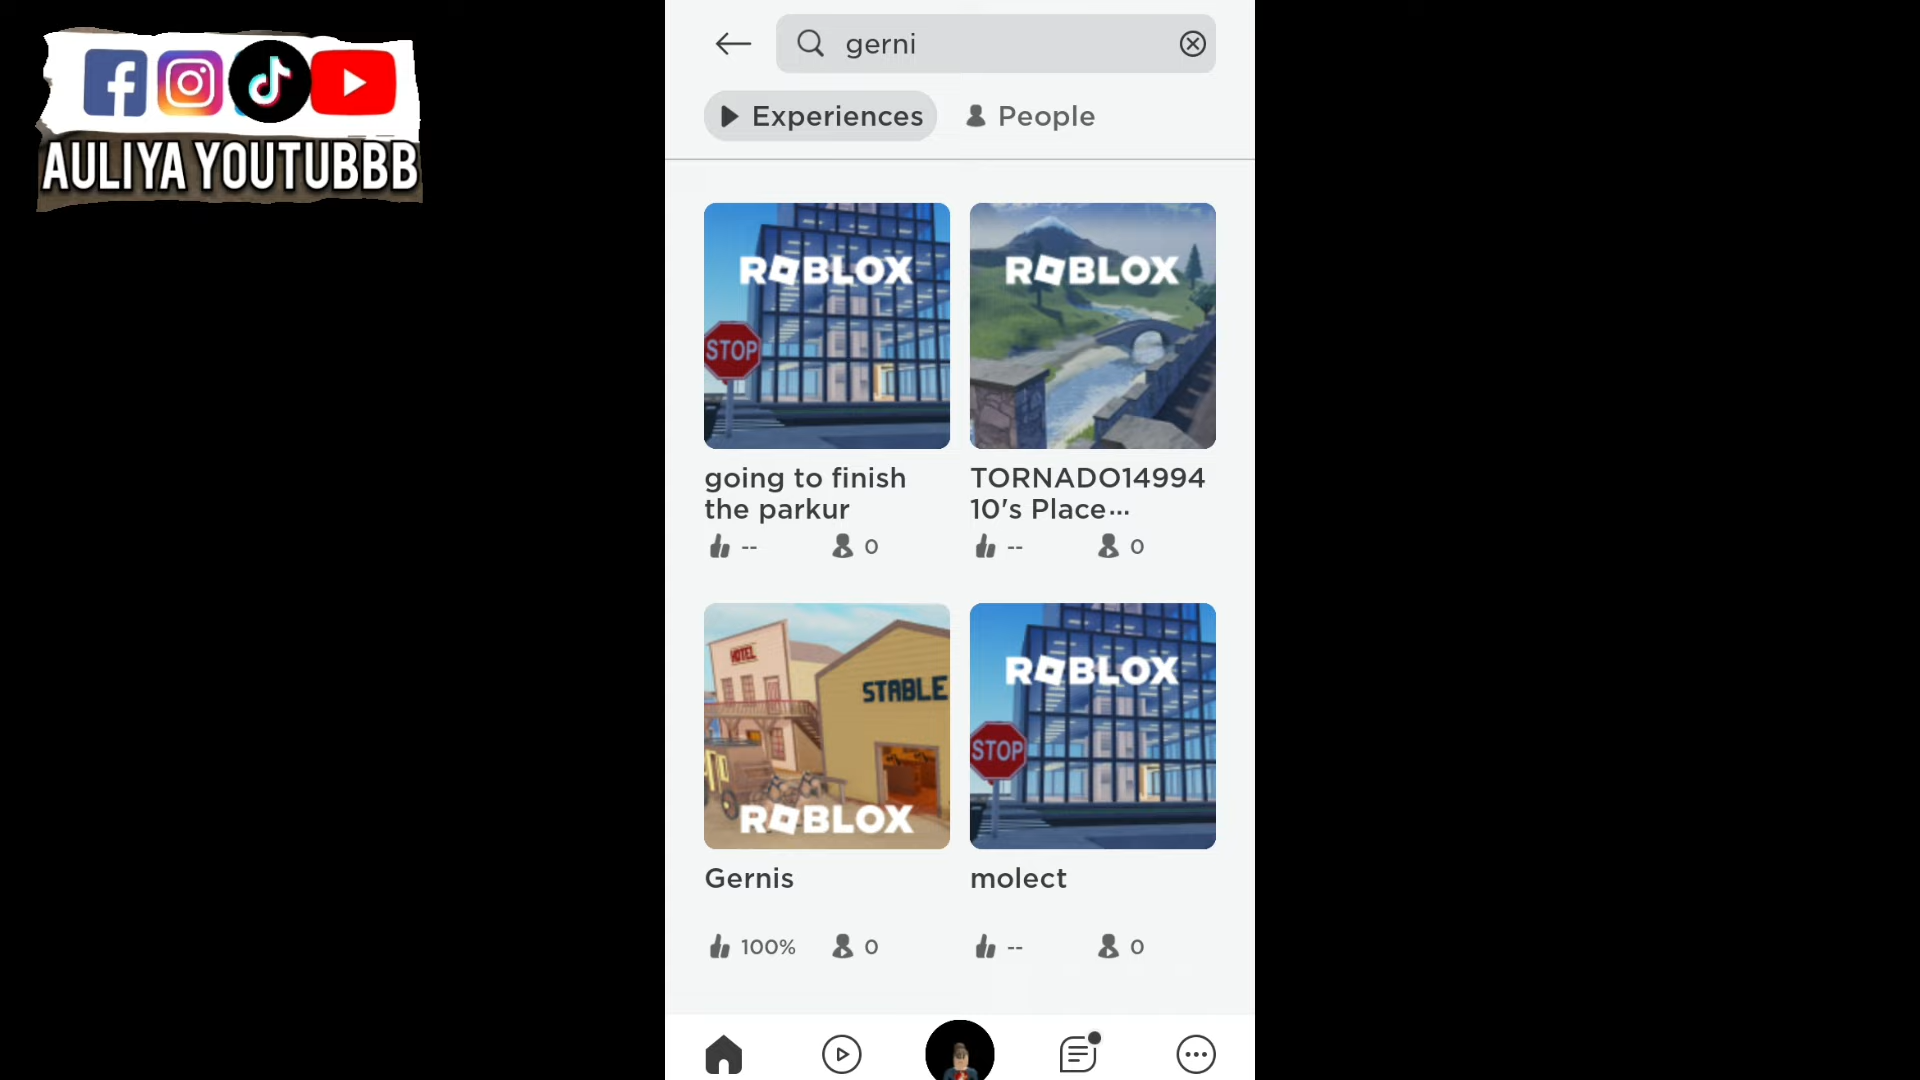 AULIYA YOUTUBBB
gerni
Experiences
People
ROBLOX
STOP
ROBLOX
going to finish
the parkur
TORNADO14994
10's Place...
--
0
--
0
HOTEL
STABLE
ROBLOX
ROBLOX
STOP
Gernis
molect
100%
0
--
0